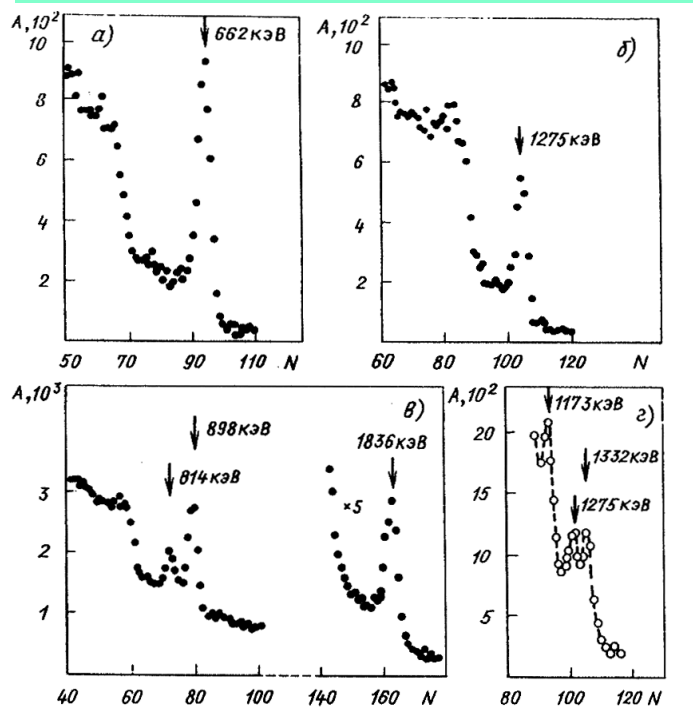 A,10²
a)
662 кэВ
10
8
6
4
2
50 70 90 110 N
A,10²
б)
1275 кэВ
10
8
6
4
2
60 80 100 120 N
A,10³
в)
898 кэВ
814 кэВ
1836 кэВ
×5
3
2
1
40 60 80 100 140 160 N
A,10²
г)
1173 кэВ
1332 кэВ
1275 кэВ
20
15
10
5
80 100 120 N